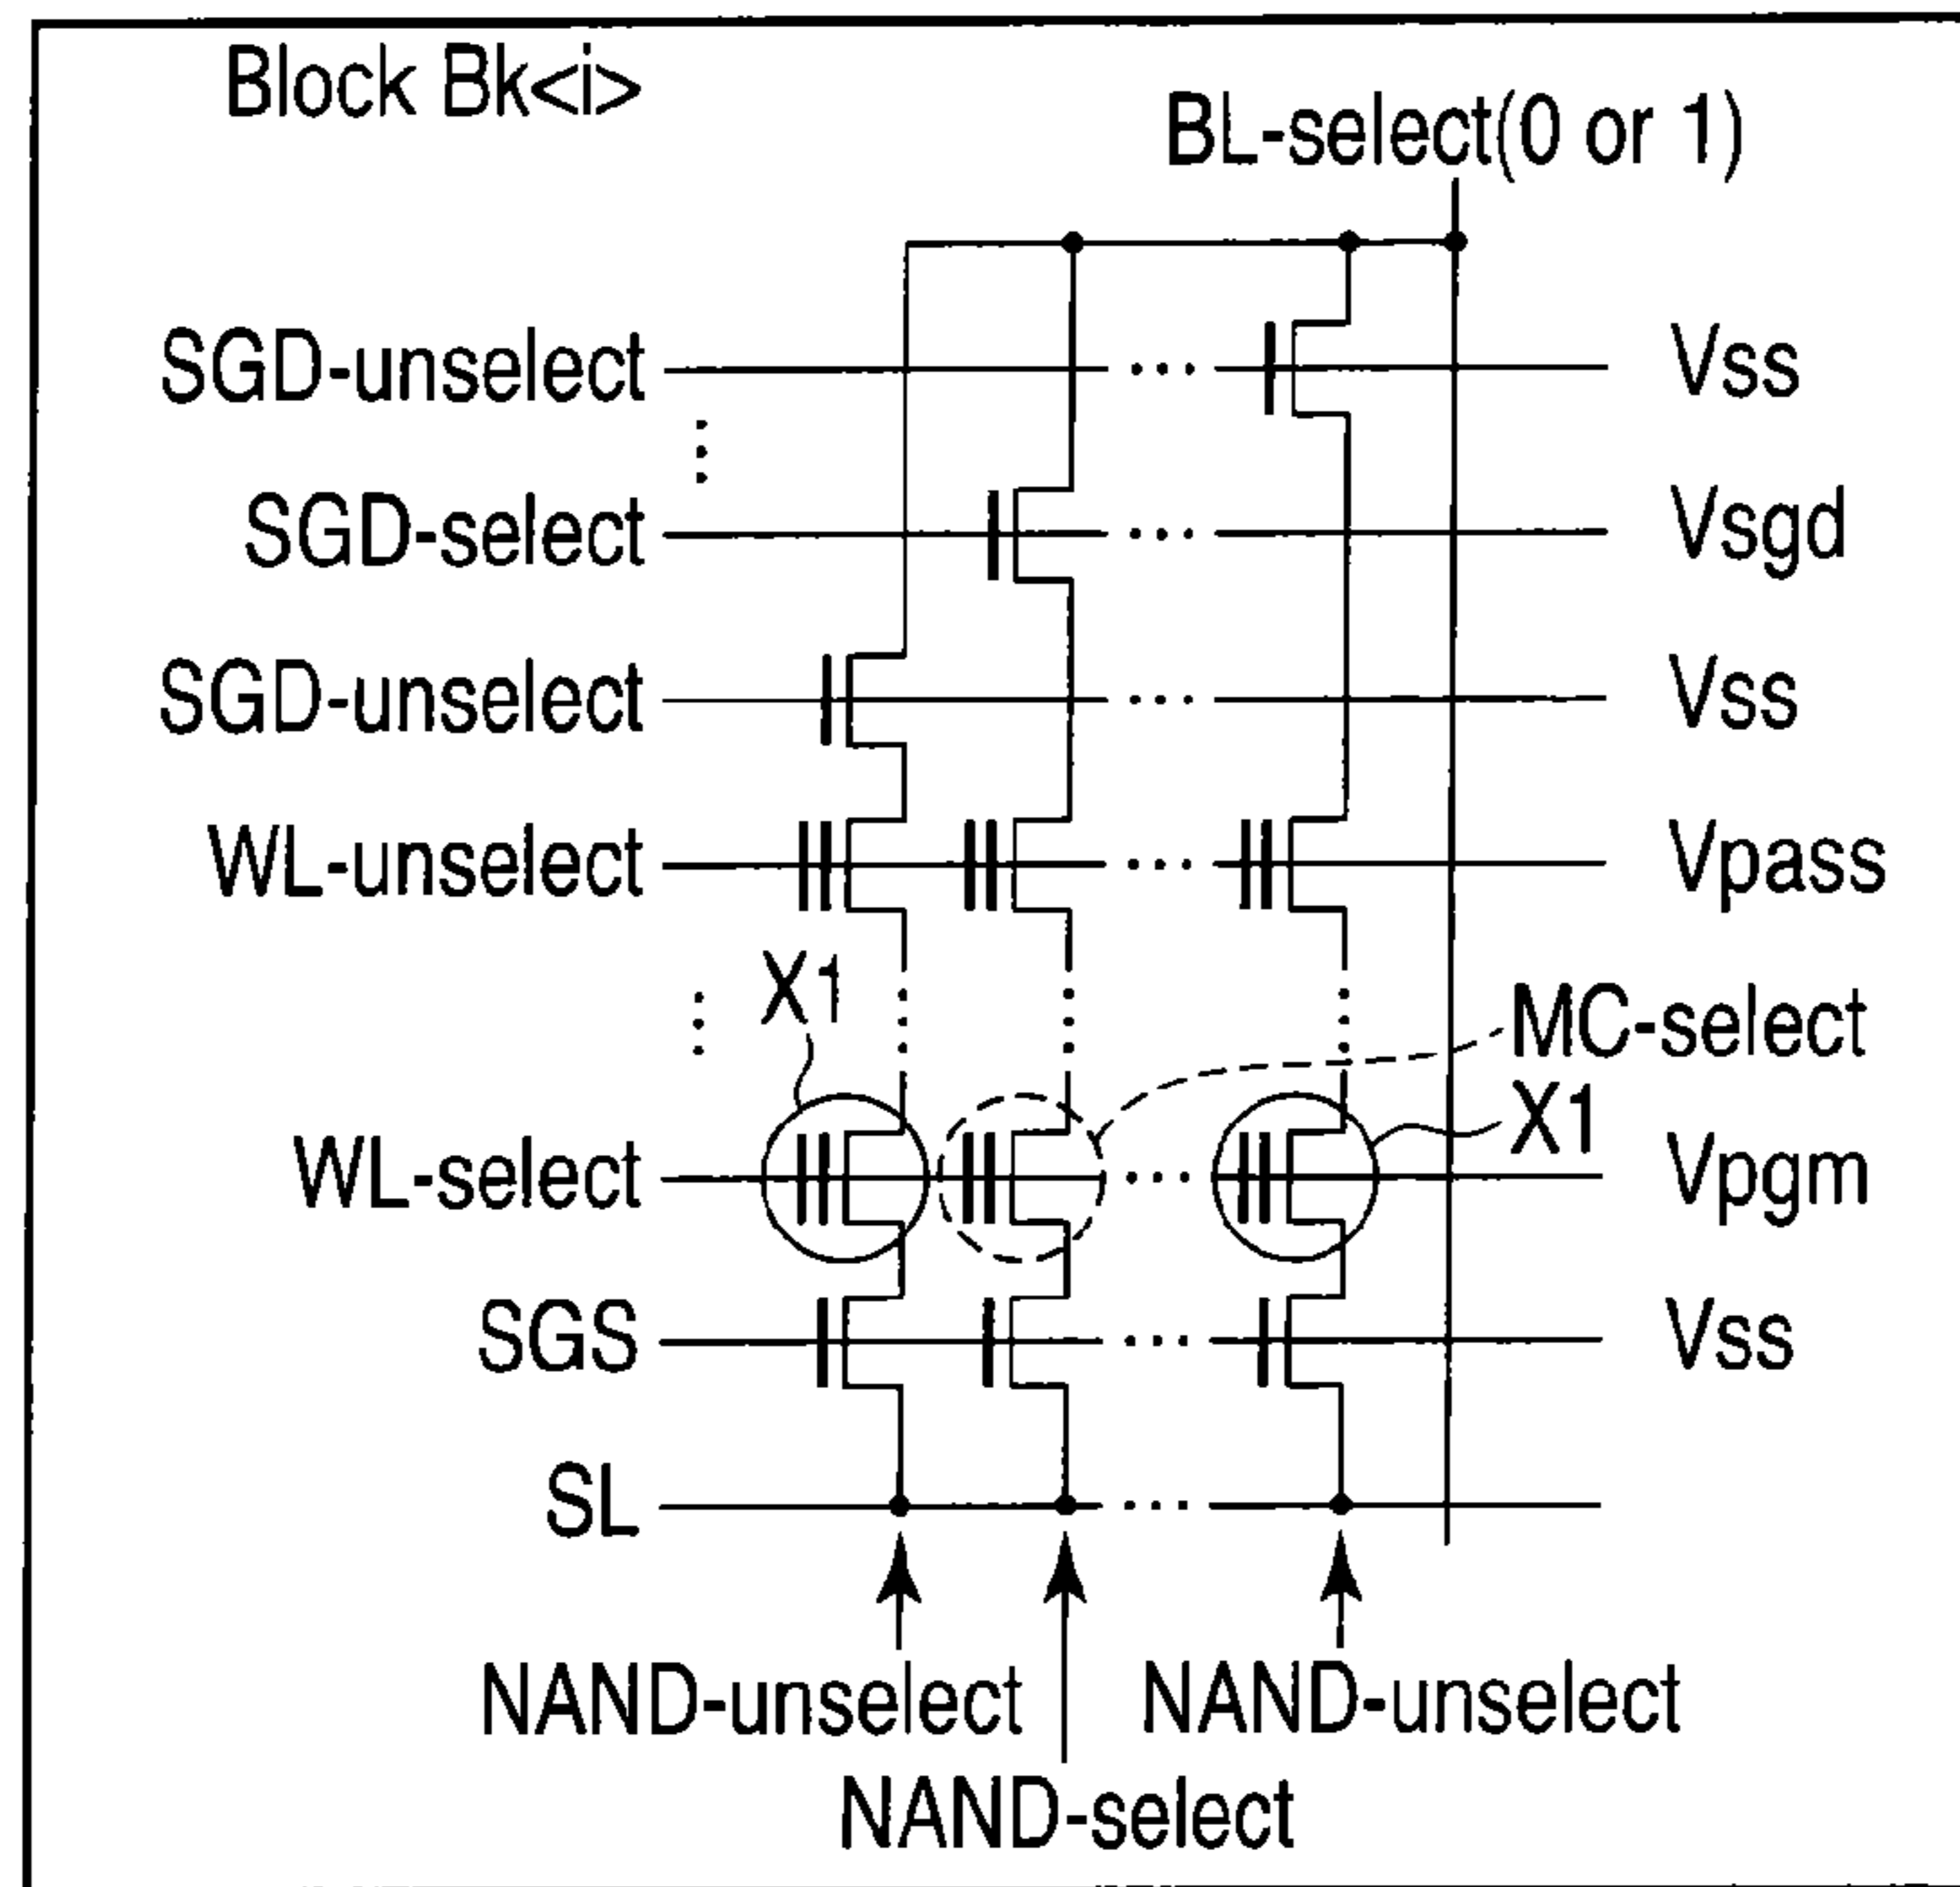 Block Bk<i>
BL-select(0 or 1)
SGD-unselect ... Vss
SGD-select ... Vsgd
SGD-unselect ... Vss
WL-unselect ... Vpass
X1
MC-select
X1
WL-select ... Vpgm
SGS ... Vss
SL ...
NAND-unselect NAND-unselect
NAND-select